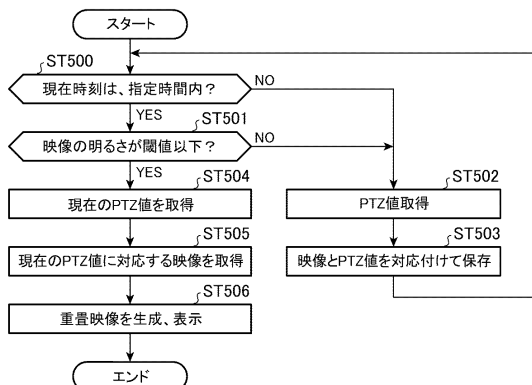 スタート
ST500
現在時刻は、指定時間内?
NO
YES
ST501
映像の明るさが閾値以下?
NO
YES
ST504
現在のPTZ値を取得
ST502
PTZ値取得
ST505
現在のPTZ値に対応する映像を取得
ST503
映像とPTZ値を対応付けて保存
ST506
重畳映像を生成、表示
エンド